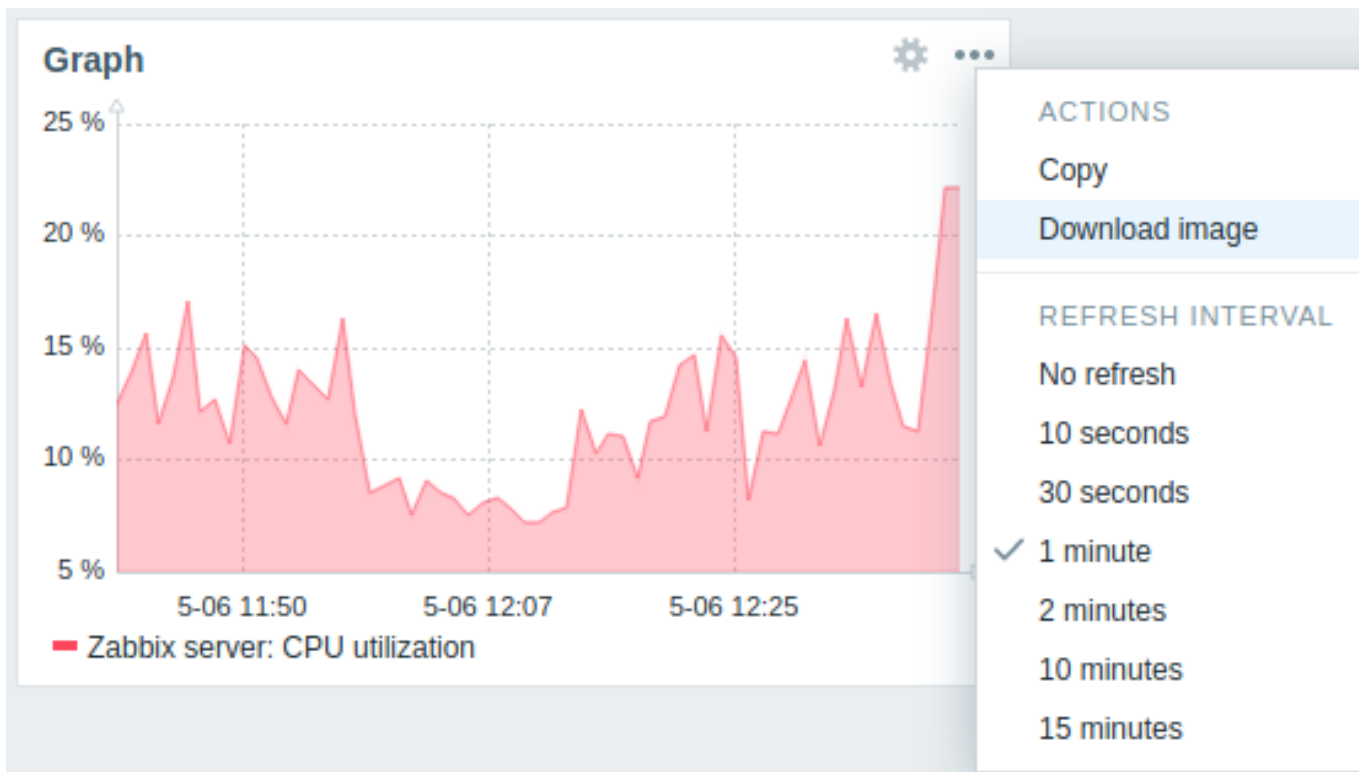 Graph
25 %
20 %
15 %
10 %
5 %
5-06 11:50 5-06 12:07 5-06 12:25
Zabbix server: CPU utilization
ACTIONS
Copy
Download image
REFRESH INTERVAL
No refresh
10 seconds
30 seconds
1 minute
2 minutes
10 minutes
15 minutes